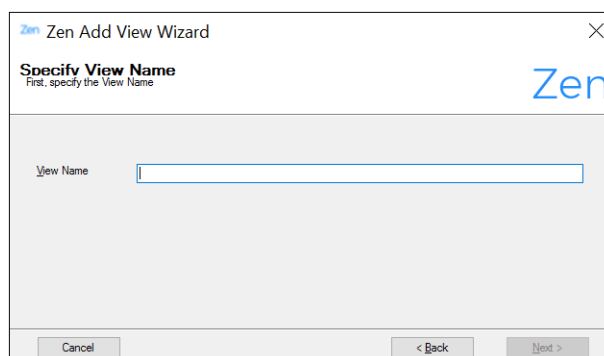 Zen Zen Add View Wizard
Specify View Name
First, specify the View Name
Zen
View Name
Cancel
< Back
Next >